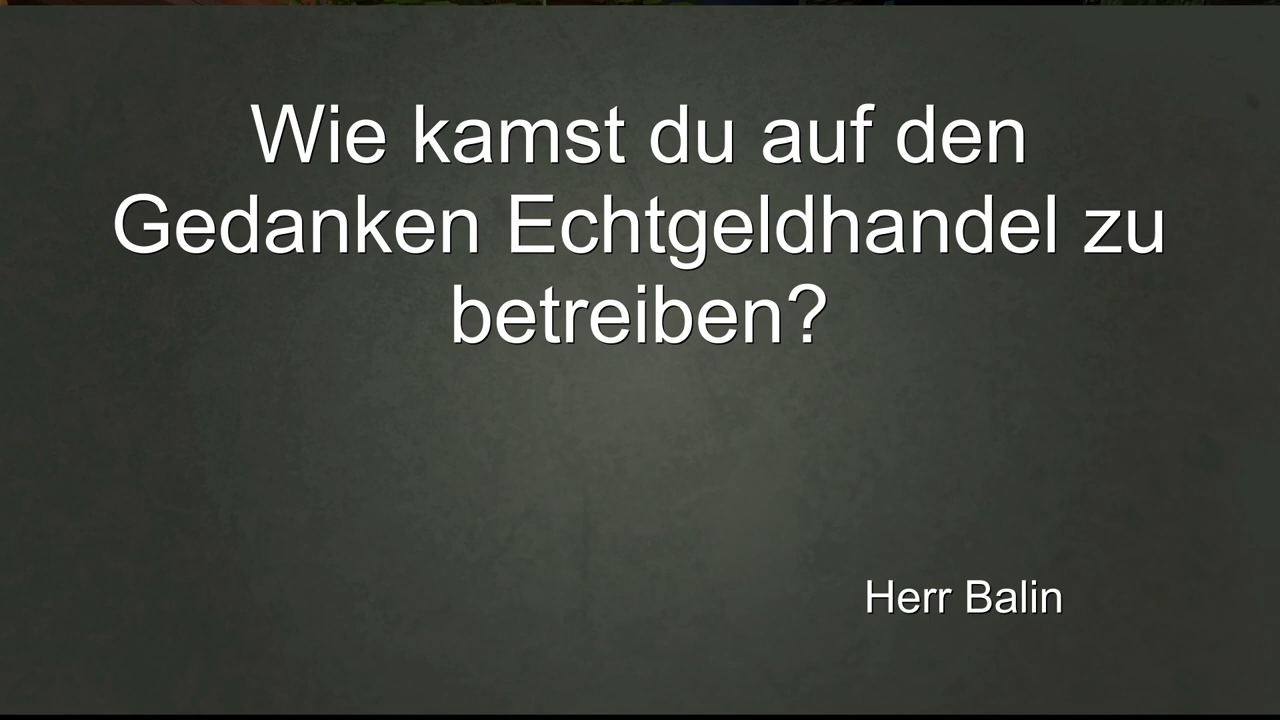 Wie kamst du auf den
Gedanken Echtgeldhandel zu
betreiben?
Herr Balin